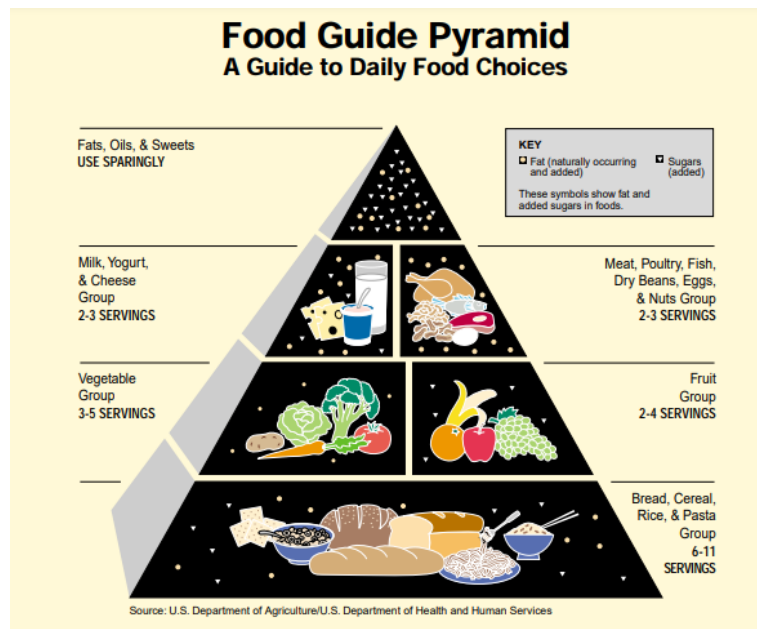 Food Guide Pyramid
A Guide to Daily Food Choices
Fats, Oils, & Sweets
USE SPARINGLY
KEY
Fat (naturally occurring
and added)
Sugars
(added)
These symbols show fat and
added sugars in foods.
Milk, Yogurt,
& Cheese
Group
2-3 SERVINGS
Meat, Poultry, Fish,
Dry Beans, Eggs,
& Nuts Group
2-3 SERVINGS
Vegetable
Group
3-5 SERVINGS
Fruit
Group
2-4 SERVINGS
Bread, Cereal,
Rice, & Pasta
Group
6-11
SERVINGS
Source: U.S. Department of Agriculture/U.S. Department of Health and Human Services